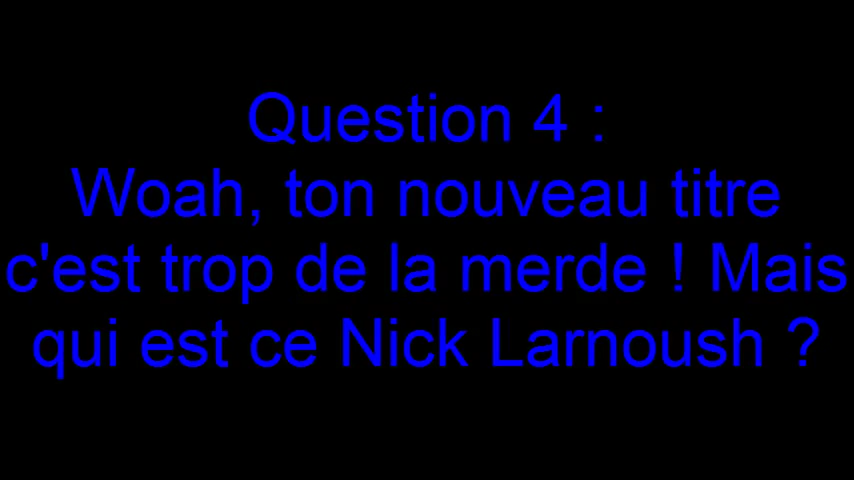 Question 4 :
Woah, ton nouveau titre
c'est trop de la merde ! Mais
qui est ce Nick Larnoush ?